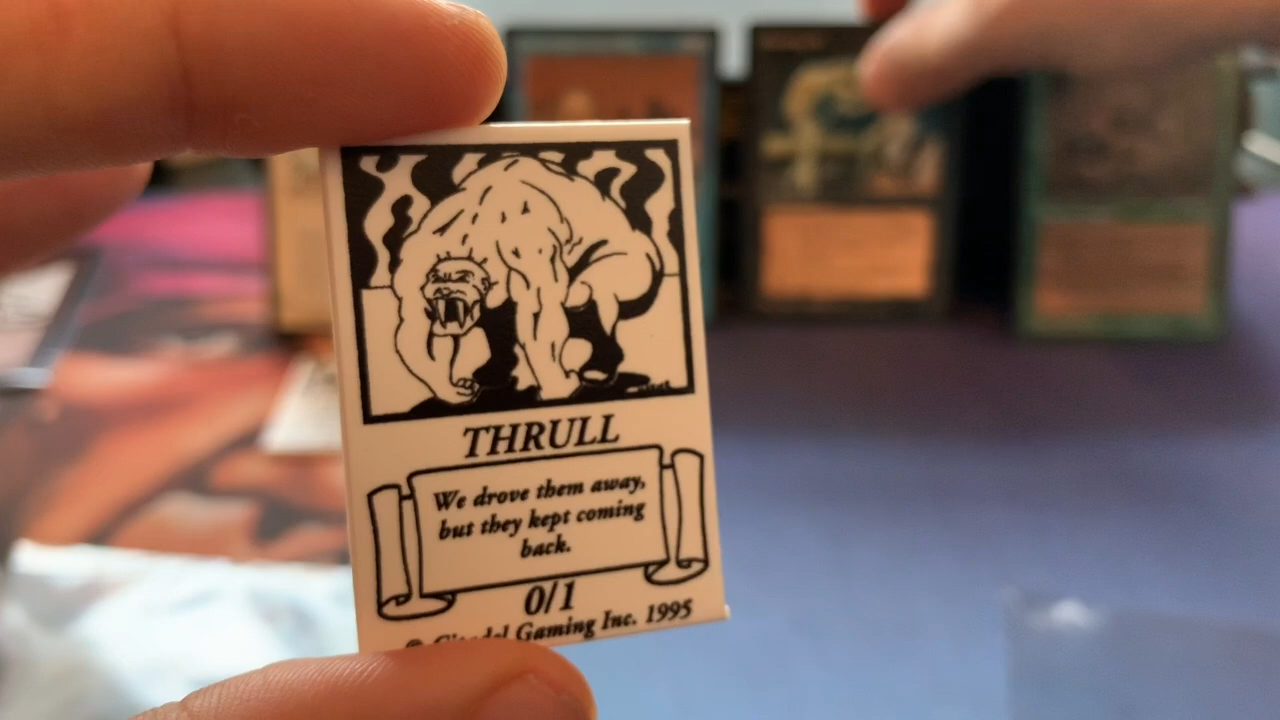 THRULL
We drove them away,
but they kept coming
back.
0/1
© Citadel Gaming Inc. 1995